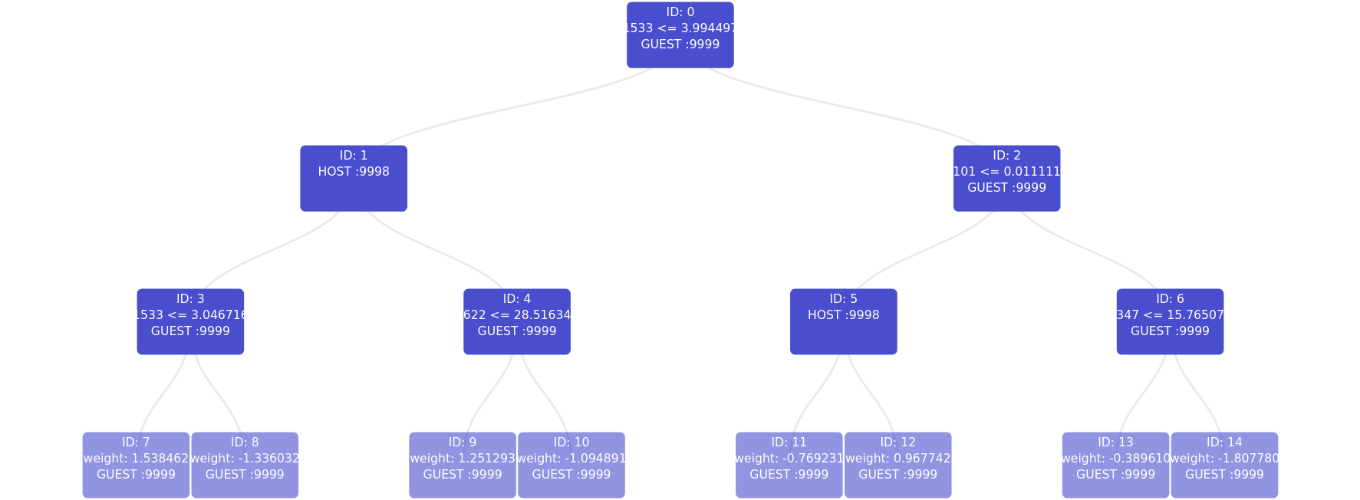 ID: 0
1533 <= 3.994497
GUEST :9999
ID: 1
HOST :9998
ID: 2
101 <= 0.011111
GUEST :9999
ID: 3
1533 <= 3.046716
GUEST :9999
ID: 4
622 <= 28.51634
GUEST :9999
ID: 5
HOST :9998
ID: 6
347 <= 15.76507
GUEST :9999
ID: 7
weight: 1.538462
GUEST :9999
ID: 8
weight: -1.336032
GUEST :9999
ID: 9
weight: 1.251293
GUEST :9999
ID: 10
weight: -1.094891
GUEST :9999
ID: 11
weight: -0.769231
GUEST :9999
ID: 12
weight: 0.967742
GUEST :9999
ID: 13
weight: -0.389610
GUEST :9999
ID: 14
weight: -1.807780
GUEST :9999